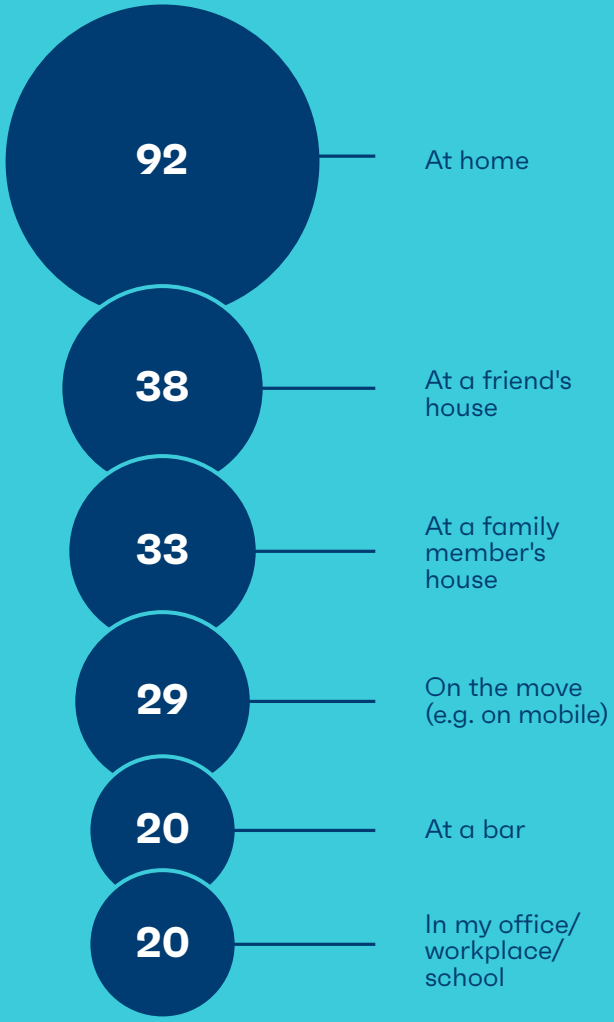 92
At home
38
At a friend's
house
33
At a family
member's
house
29
On the move
(e.g. on mobile)
20
At a bar
20
In my office/
workplace/
school